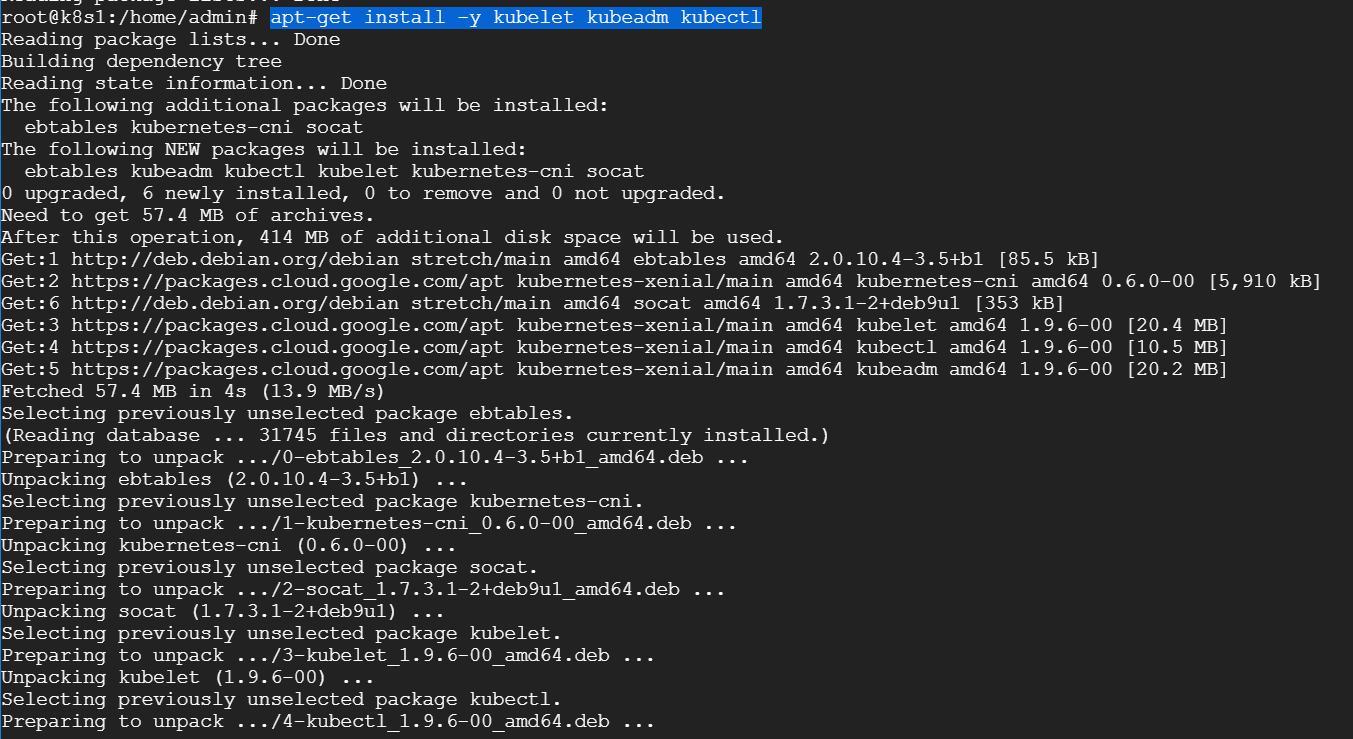 root@k8s1:/home/admin# apt-get install -y kubelet kubeadm kubectl
Reading package lists... Done
Building dependency tree
Reading state information... Done
The following additional packages will be installed:
  ebtables kubernetes-cni socat
The following NEW packages will be installed:
  ebtables kubeadm kubectl kubelet kubernetes-cni socat
0 upgraded, 6 newly installed, 0 to remove and 0 not upgraded.
Need to get 57.4 MB of archives.
After this operation, 414 MB of additional disk space will be used.
Get:1 http://deb.debian.org/debian stretch/main amd64 ebtables amd64 2.0.10.4-3.5+b1 [85.5 kB]
Get:2 https://packages.cloud.google.com/apt kubernetes-xenial/main amd64 kubernetes-cni amd64 0.6.0-00 [5,910 kB]
Get:6 http://deb.debian.org/debian stretch/main amd64 socat amd64 1.7.3.1-2+deb9u1 [353 kB]
Get:3 https://packages.cloud.google.com/apt kubernetes-xenial/main amd64 kubelet amd64 1.9.6-00 [20.4 MB]
Get:4 https://packages.cloud.google.com/apt kubernetes-xenial/main amd64 kubectl amd64 1.9.6-00 [10.5 MB]
Get:5 https://packages.cloud.google.com/apt kubernetes-xenial/main amd64 kubeadm amd64 1.9.6-00 [20.2 MB]
Fetched 57.4 MB in 4s (13.9 MB/s)
Selecting previously unselected package ebtables.
(Reading database ... 31745 files and directories currently installed.)
Preparing to unpack .../0-ebtables_2.0.10.4-3.5+b1_amd64.deb ...
Unpacking ebtables (2.0.10.4-3.5+b1) ...
Selecting previously unselected package kubernetes-cni.
Preparing to unpack .../1-kubernetes-cni_0.6.0-00_amd64.deb ...
Unpacking kubernetes-cni (0.6.0-00) ...
Selecting previously unselected package socat.
Preparing to unpack .../2-socat_1.7.3.1-2+deb9u1_amd64.deb ...
Unpacking socat (1.7.3.1-2+deb9u1) ...
Selecting previously unselected package kubelet.
Preparing to unpack .../3-kubelet_1.9.6-00_amd64.deb ...
Unpacking kubelet (1.9.6-00) ...
Selecting previously unselected package kubectl.
Preparing to unpack .../4-kubectl_1.9.6-00_amd64.deb ...